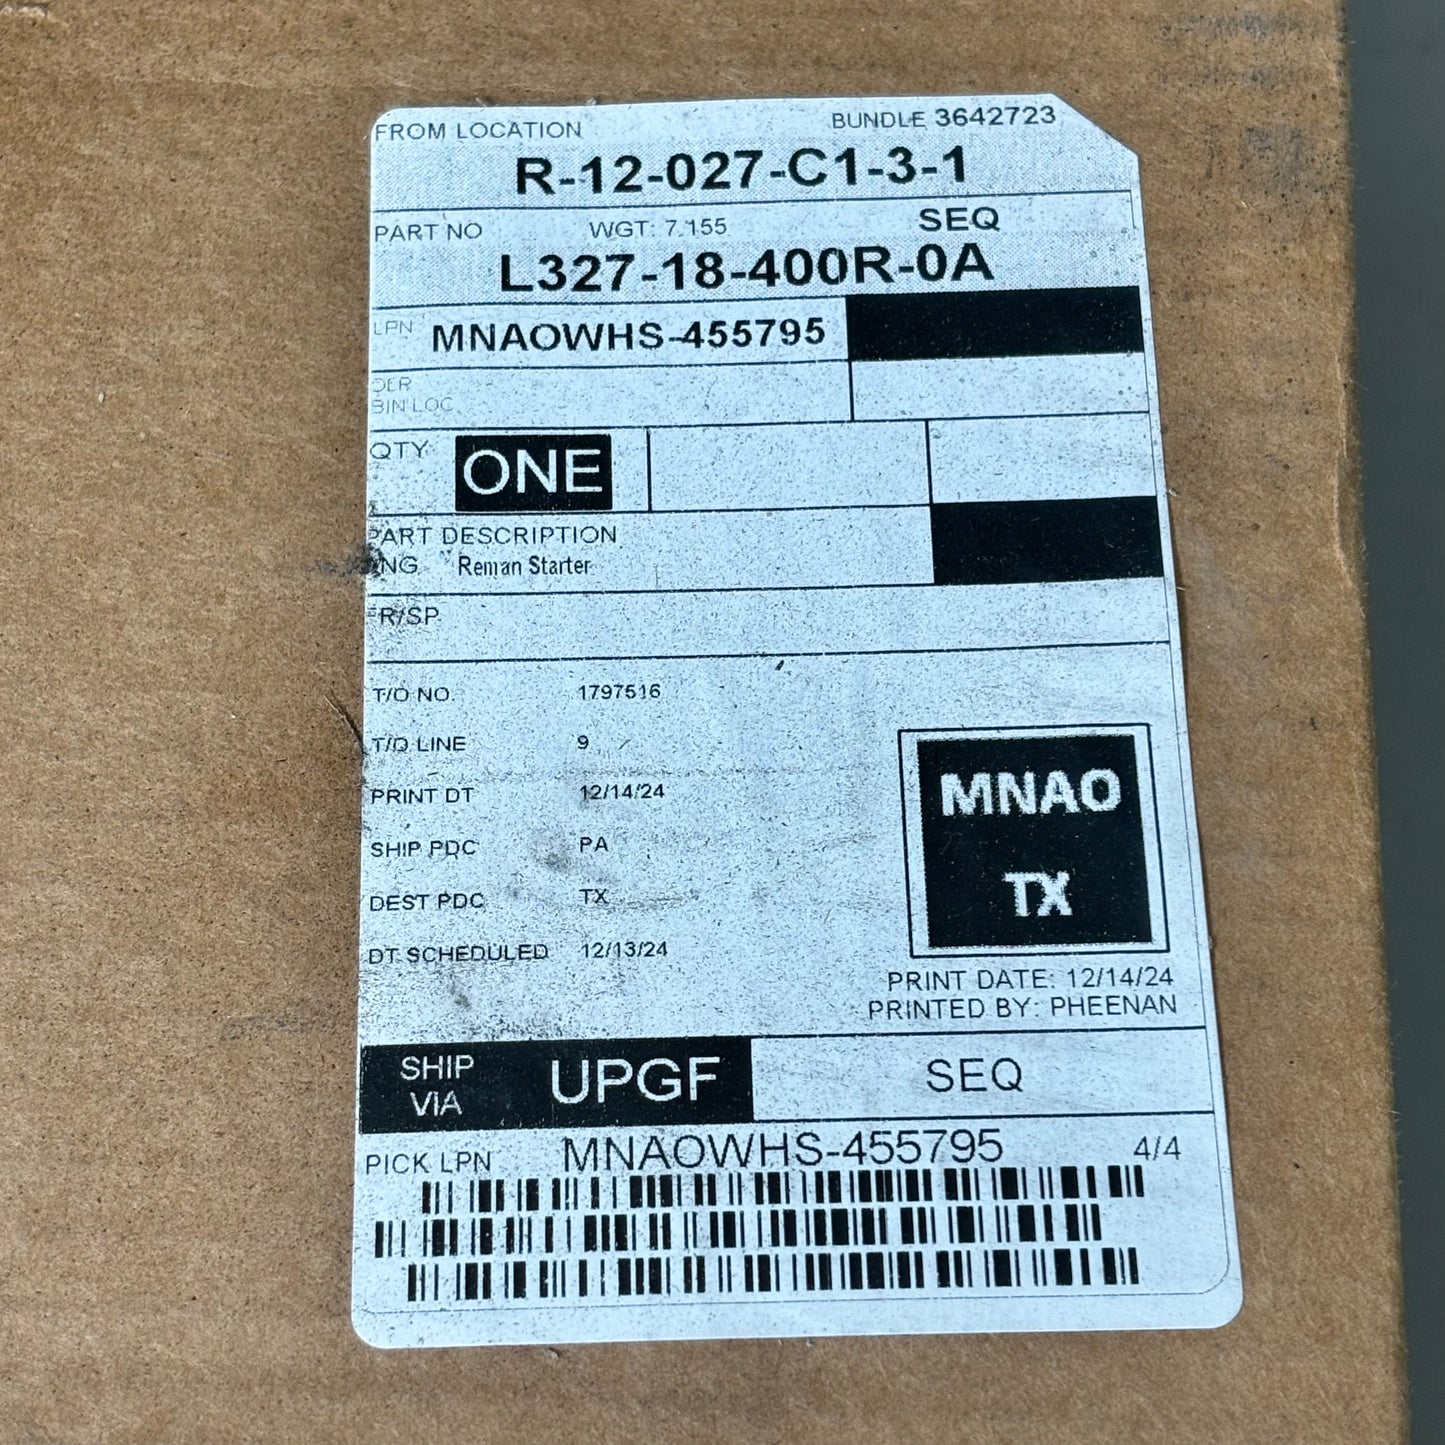 FROM LOCATION
BUNDLE 3642723
R-12-027-C1-3-1
PART NO
WGT: 7.155
SEQ
L327-18-400R-0A
LPN MNAOWHS-455795
BIN LOC
QTY ONE
PART DESCRIPTION
Reman Starter
FR/SP
T/O NO 1797516
T/O LINE 9
PRINT DT 12/14/24
SHIP PDC PA
DEST PDC TX
DT SCHEDULED 12/13/24
MNAO
TX
PRINT DATE: 12/14/24
PRINTED BY: PHEENAN
SHIP
VIA
UPGF
SEQ
PICK LPN MNAOWHS-455795 4/4